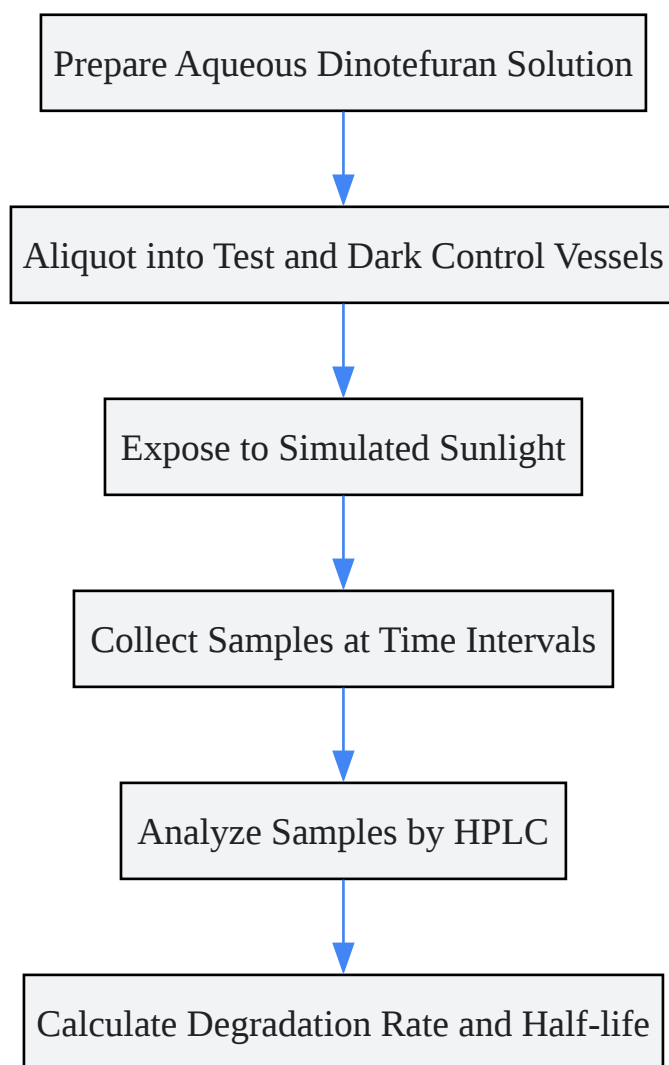 Prepare Aqueous Dinotefuran Solution
Aliquot into Test and Dark Control Vessels
Expose to Simulated Sunlight
Collect Samples at Time Intervals
Analyze Samples by HPLC
Calculate Degradation Rate and Half-life